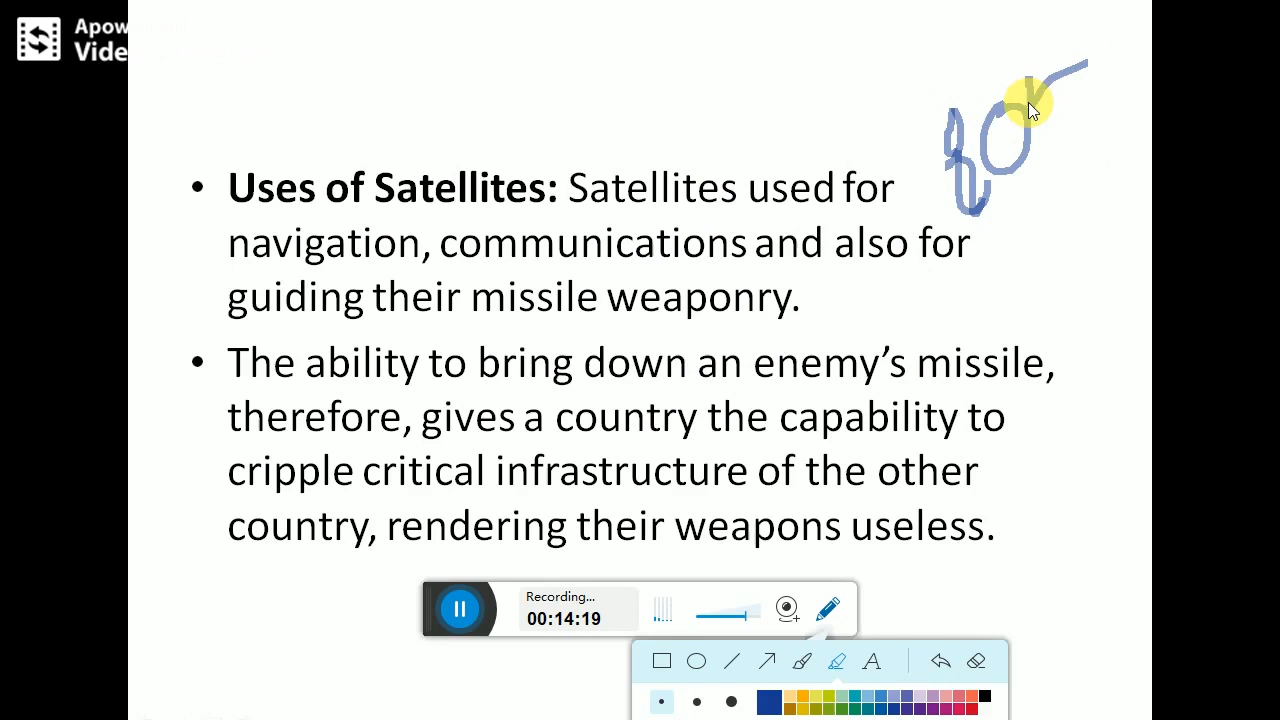 Apow
Vide
for
• Uses of Satellites: Satellites used for
navigation, communications and also for
guiding their missile weaponry.
• The ability to bring down an enemy’s missile,
therefore, gives a country the capability to
cripple critical infrastructure of the other
country, rendering their weapons useless.
Recording...
00:14:19
A